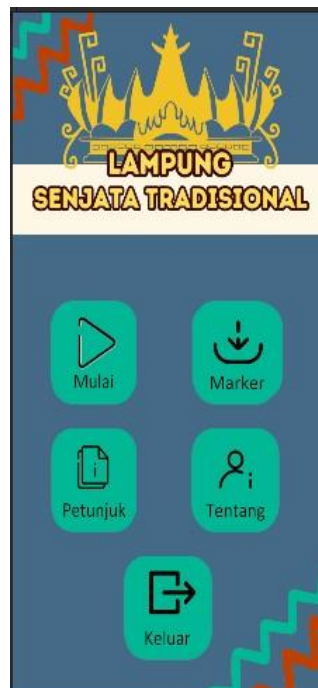 LAMPUNG
SENJATA TRADISIONAL
Mulai
Marker
Petunjuk
Tentang
Keluar